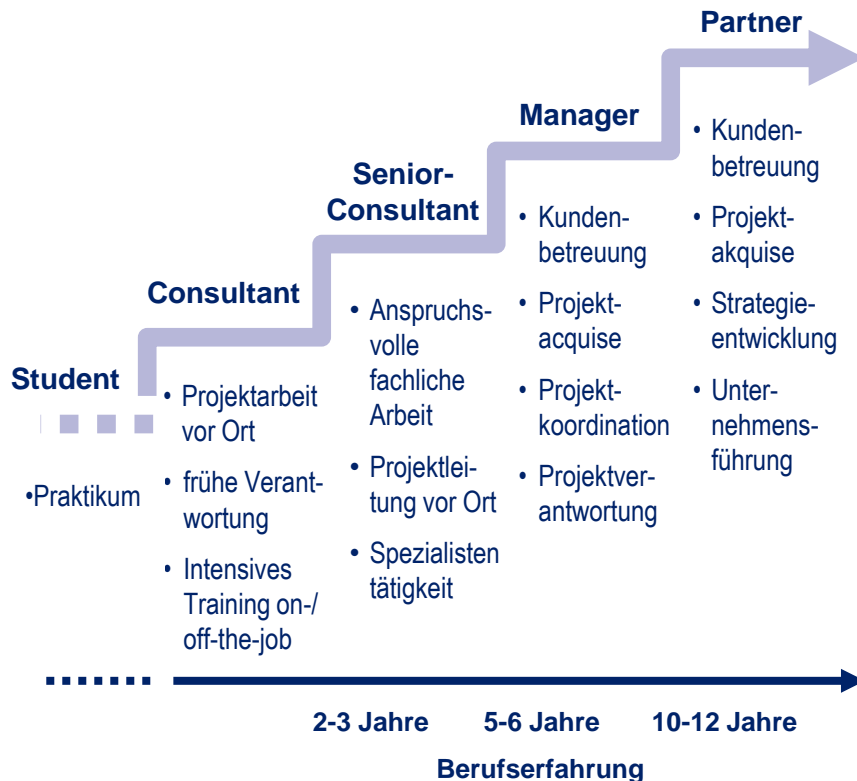 Student
•Praktikum
Consultant
• Projektarbeit
vor Ort
• frühe Verant-
wortung
• Intensives
Training on-/
off-the-job
Senior-
Consultant
• Anspruchs-
volle
fachliche
Arbeit
• Projektlei-
tung vor Ort
• Spezialisten
tätigkeit
Manager
• Kunden-
betreuung
• Projekt-
acquise
• Projekt-
koordination
• Projektver-
antwortung
Partner
• Kunden-
betreuung
• Projekt-
akquise
• Strategie-
entwicklung
• Unter-
nehmens-
führung
2-3 Jahre
5-6 Jahre
10-12 Jahre
Berufserfahrung